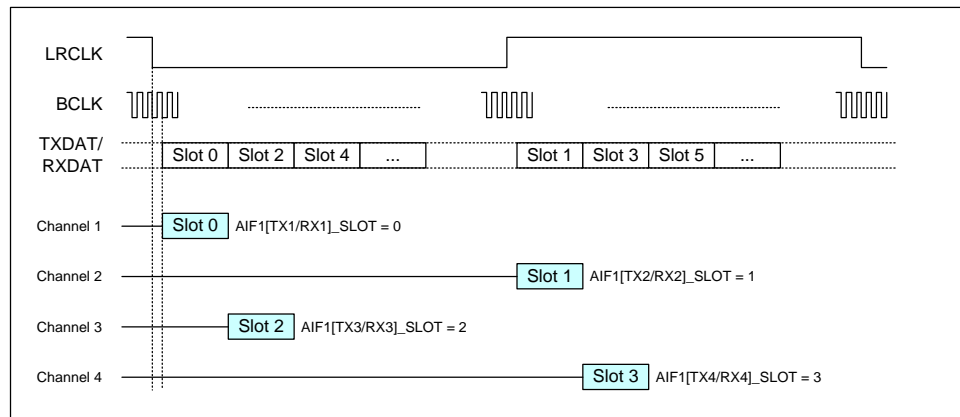 LRCLK
BCLK
TXDAT/
RXDAT
Slot 0 Slot 2 Slot 4 ... Slot 1 Slot 3 Slot 5 ...
Channel 1 Slot 0 AIF1[TX1/RX1]_SLOT = 0
Channel 2 Slot 1 AIF1[TX2/RX2]_SLOT = 1
Channel 3 Slot 2 AIF1[TX3/RX3]_SLOT = 2
Channel 4 Slot 3 AIF1[TX4/RX4]_SLOT = 3